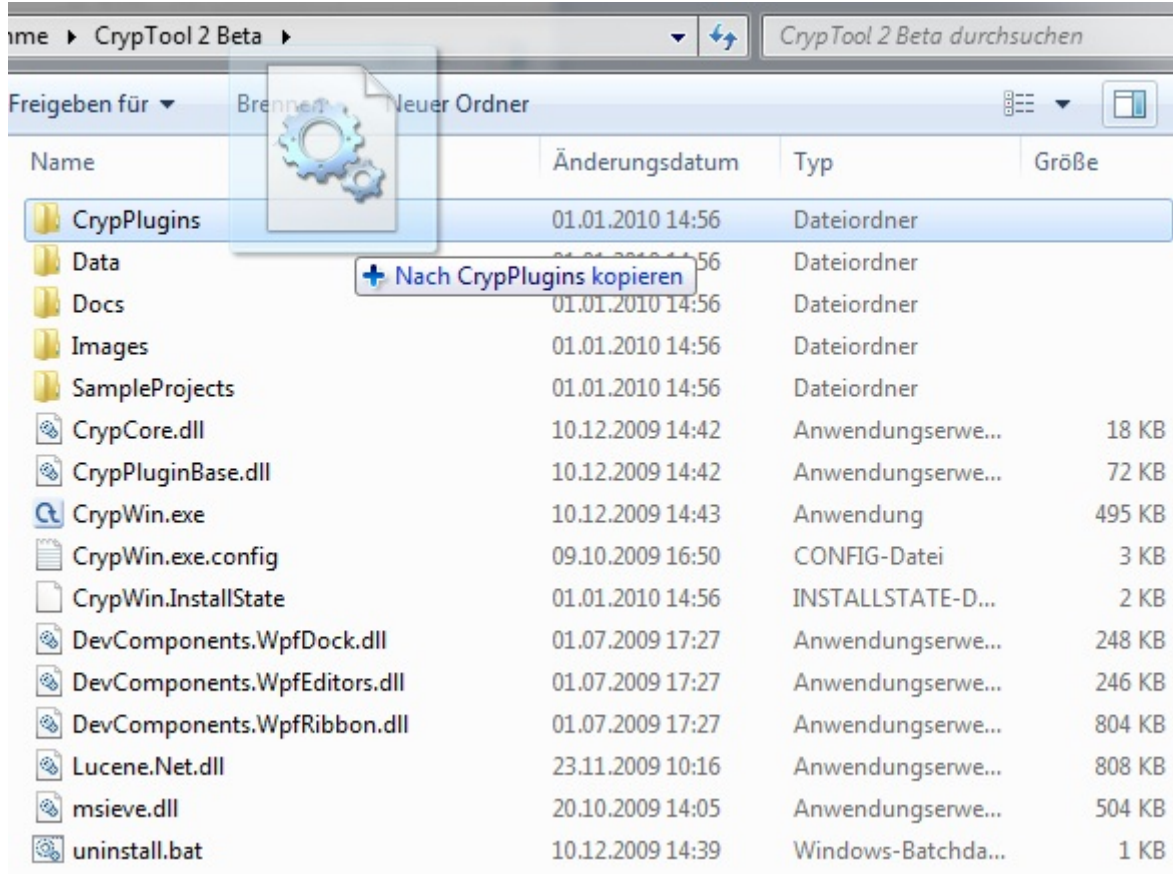 mme ▸ CrypTool 2 Beta ▸ CrypTool 2 Beta durchsuchen
Freigeben für Brennen Neuer Ordner
Name Änderungsdatum Typ Größe
CrypPlugins 01.01.2010 14:56 Dateiordner
Data 01.01.2010 14:56 Dateiordner
Nach CrypPlugins kopieren
Docs 01.01.2010 14:56 Dateiordner
Images 01.01.2010 14:56 Dateiordner
SampleProjects 01.01.2010 14:56 Dateiordner
CrypCore.dll 10.12.2009 14:42 Anwendungserwe... 18 KB
CrypPluginBase.dll 10.12.2009 14:42 Anwendungserwe... 72 KB
CrypWin.exe 10.12.2009 14:43 Anwendung 495 KB
CrypWin.exe.config 09.10.2009 16:50 CONFIG-Datei 3 KB
CrypWin.InstallState 01.01.2010 14:56 INSTALLSTATE-D... 2 KB
DevComponents.WpfDock.dll 01.07.2009 17:27 Anwendungserwe... 248 KB
DevComponents.WpfEditors.dll 01.07.2009 17:27 Anwendungserwe... 246 KB
DevComponents.WpfRibbon.dll 01.07.2009 17:27 Anwendungserwe... 804 KB
Lucene.Net.dll 23.11.2009 10:16 Anwendungserwe... 808 KB
msieve.dll 20.10.2009 14:05 Anwendungserwe... 504 KB
uninstall.bat 10.12.2009 14:39 Windows-Batchda... 1 KB